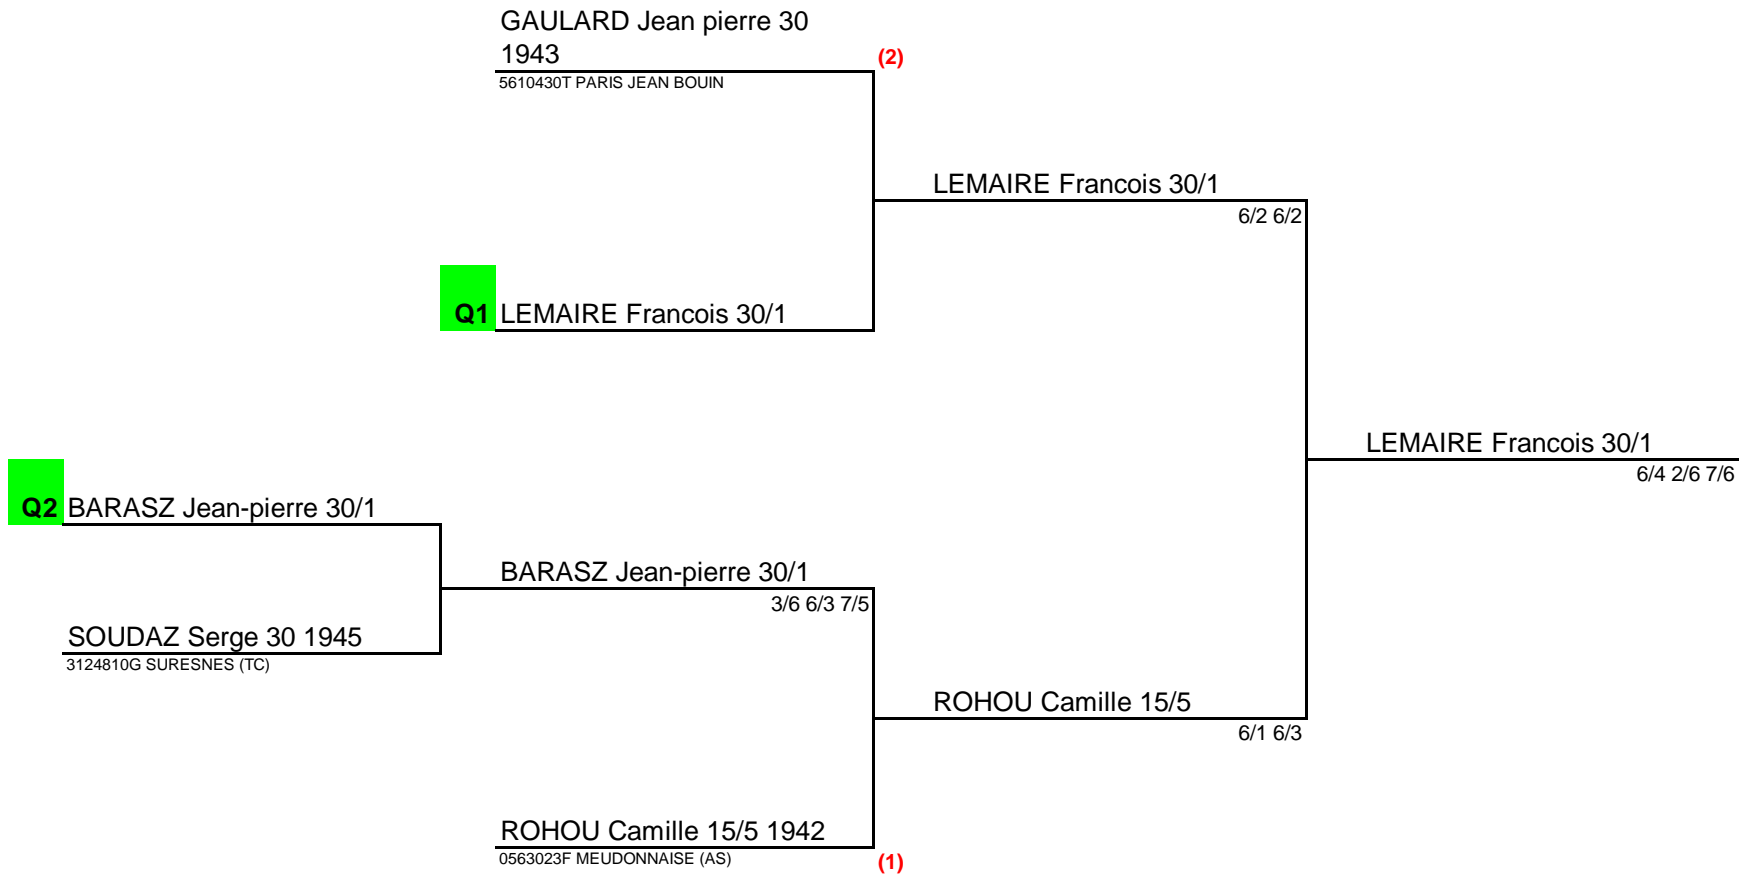 GAULARD Jean pierre 30
1943
(2)
5610430T PARIS JEAN BOUIN
LEMAIRE Francois 30/1
6/2 6/2
Q1 LEMAIRE Francois 30/1
LEMAIRE Francois 30/1
6/4 2/6 7/6
Q2 BARASZ Jean-pierre 30/1
BARASZ Jean-pierre 30/1
3/6 6/3 7/5
SOUDAZ Serge 30 1945
3124810G SURESNES (TC)
ROHOU Camille 15/5
6/1 6/3
ROHOU Camille 15/5 1942
0563023F MEUDONNAISE (AS)
(1)